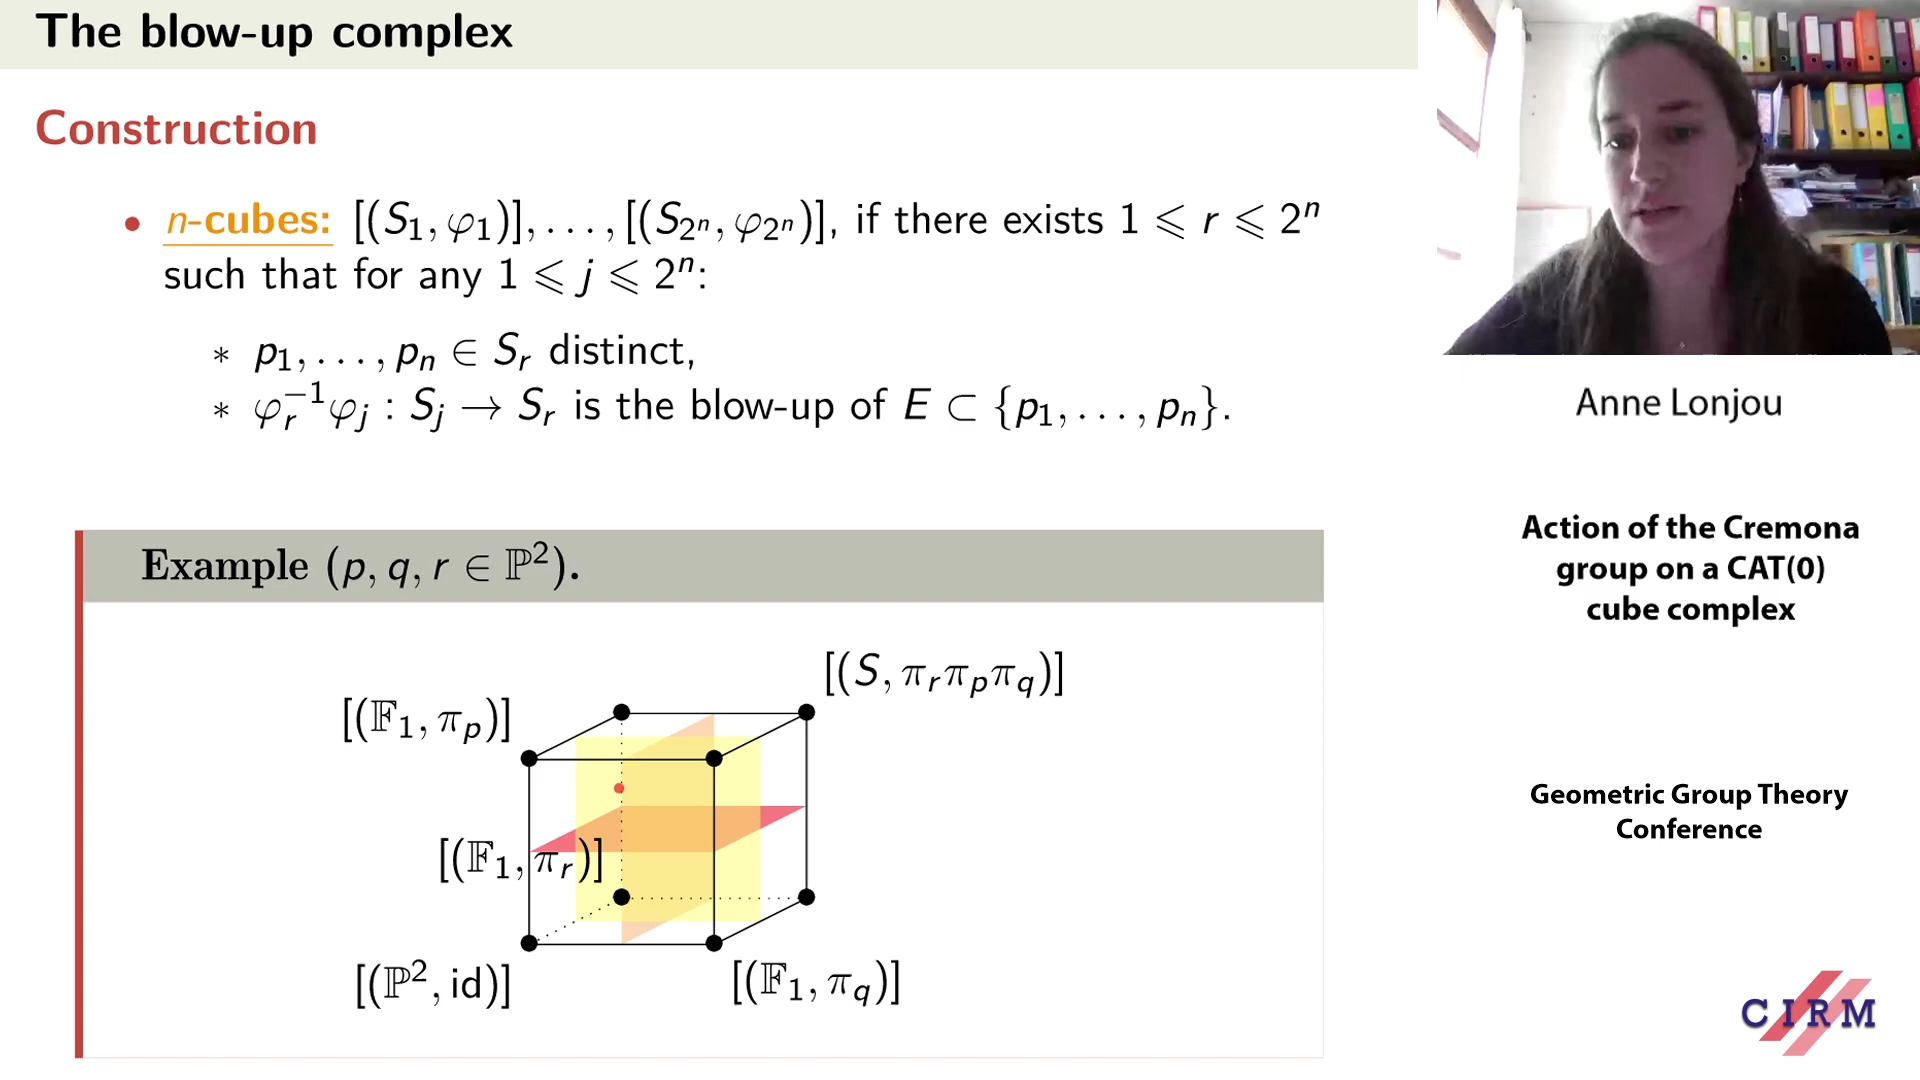 The blow-up complex
Construction
• n-cubes: [(S₁, φ₁)], . . . , [(S₂ₙ, φ₂ₙ)], if there exists 1 ⩽ r ⩽ 2ⁿ
such that for any 1 ⩽ j ⩽ 2ⁿ:
∗ p₁, . . . , pₙ ∈ Sᵣ distinct,
∗ φᵣ⁻¹φⱼ : Sⱼ → Sᵣ is the blow-up of E ⊂ {p₁, . . . , pₙ}.
Example (p, q, r ∈ ℙ²).
[(S, π_rπ_pπ_q)]
[(𝔽₁, π_p)]
[(𝔽₁, π_r)]
[(ℙ², id)]
[(𝔽₁, π_q)]
Anne Lonjou
Action of the Cremona
group on a CAT(0)
cube complex
Geometric Group Theory
Conference
CIRM